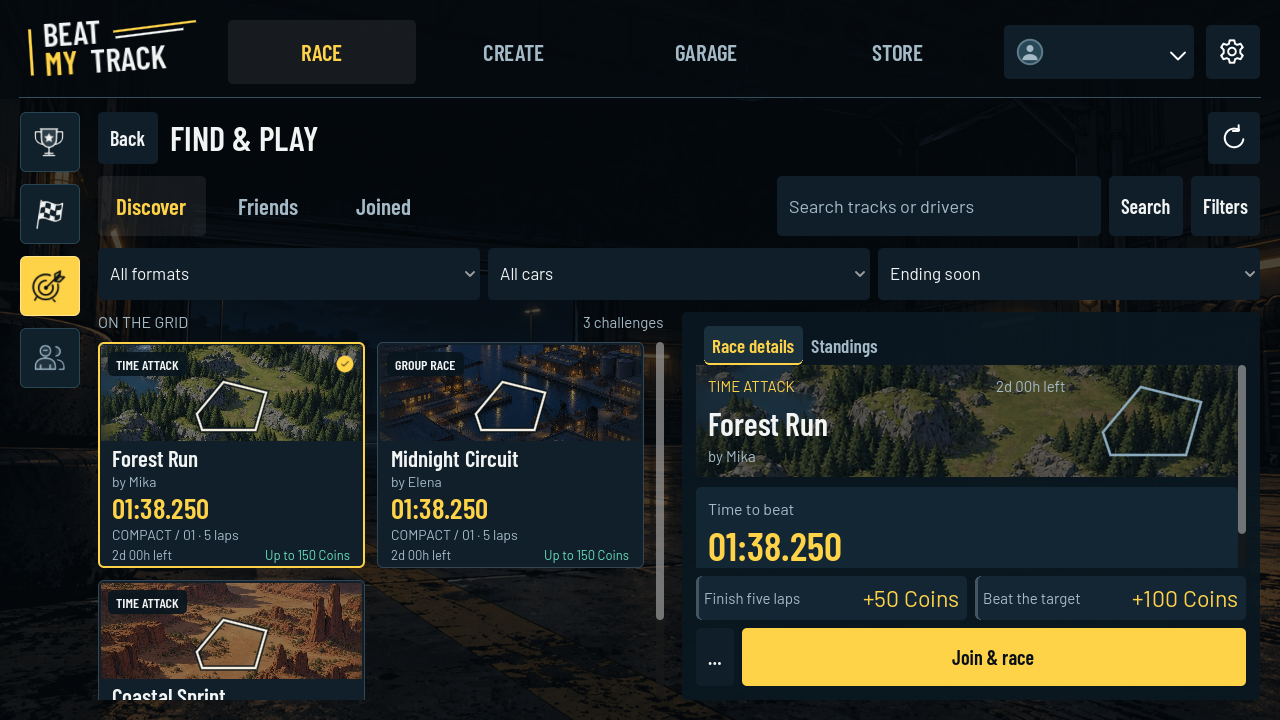 BEAT
MY TRACK
RACE
CREATE
GARAGE
STORE
Back
FIND & PLAY
Discover
Friends
Joined
Search tracks or drivers
Search
Filters
All formats
All cars
Ending soon
ON THE GRID
3 challenges
TIME ATTACK
Forest Run
by Mika
01:38.250
COMPACT / 01 · 5 laps
2d 00h left
Up to 150 Coins
GROUP RACE
Midnight Circuit
by Elena
01:38.250
COMPACT / 01 · 5 laps
2d 00h left
Up to 150 Coins
TIME ATTACK
Coastal Sprint
Race details
Standings
TIME ATTACK
2d 00h left
Forest Run
by Mika
Time to beat
01:38.250
Finish five laps
+50 Coins
Beat the target
+100 Coins
...
Join & race